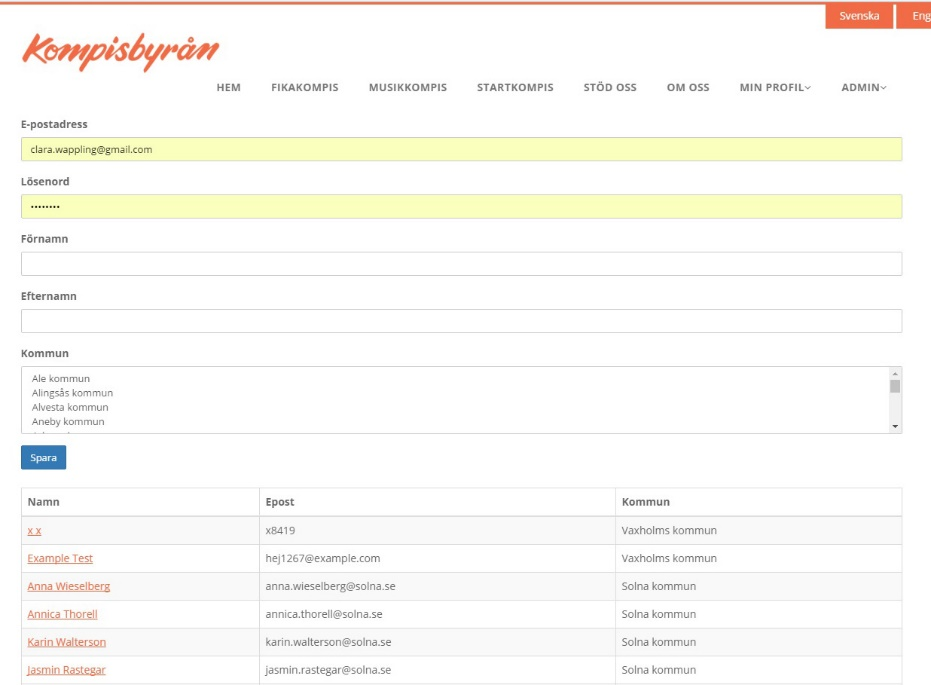 Svenska Eng
Kompisbyrån
HEM FIKAKOMPIS MUSIKKOMPIS STARTKOMPIS STÖD OSS OM OSS MIN PROFIL ADMIN
E-postadress
clara.wappling@gmail.com
Lösenord
••••••••
Förnamn
Efternamn
Kommun
Ale kommun
Alingsås kommun
Alvesta kommun
Aneby kommun
Spara
Namn Epost Kommun
x x x8419 Vaxholms kommun
Example Test hej1267@example.com Vaxholms kommun
Anna Wieselberg anna.wieselberg@solna.se Solna kommun
Annica Thorell annica.thorell@solna.se Solna kommun
Karin Walterson karin.walterson@solna.se Solna kommun
Jasmin Rastegar jasmin.rastegar@solna.se Solna kommun